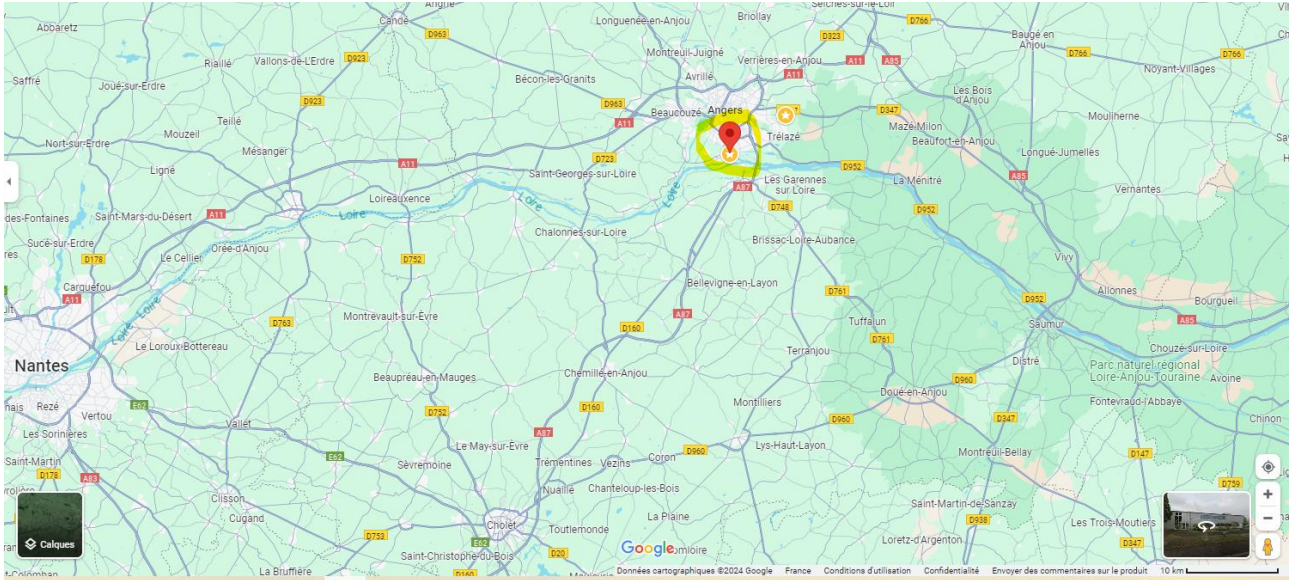 Abbaretz
Candé
D963
Longuenée-en-Anjou
Briollay
D766
Riaillé
Vallons-de-L'Erdre
D923
Montreuil-Juigné
D323
Verrières-en-Anjou
A11
A85
Baugé en
Anjou
D766
D766
Saffré
Joué-sur-Erdre
Bécon-les-Granits
Avrillé
A11
Noyant-Villages
D923
D963
Beaucouzé
Angers
D347
Les Bois
d'Anjou
Teillé
A11
Trélazé
Mazé-Milon
Mouliherne
Nort-sur-Erdre
Mouzeil
Mésanger
D723
Beaufort-en-Anjou
Longué-Jumelles
Ligné
A11
Saint-Georges-sur-Loire
D952
A85
A87
Les Garennes
sur Loire
La Ménitré
Vernantes
Loireauxence
Loire
Loire
Loire
D748
D952
Saint-Mars-du-Désert
A11
Chalonnes-sur-Loire
Brissac-Loire-Aubance
Sucé-sur-Erdre
Orée-d'Anjou
D178
Le Cellier
D752
Vivy
Carquefou
A11
Bellevigne-en-Layon
D761
Allonnes
Bourgueil
D952
Loire
Loire
D763
Montrevault-sur-Èvre
D160
A87
Tuffalun
Saumur
A85
Le Loroux-Bottereau
D761
Chouzé-sur-Loire
Nantes
Terranjou
Distré
Parc naturel régional
Loire-Anjou-Touraine
Avoine
Beaupréau-en-Mauges
Chemillé-en-Anjou
D960
Doué-en-Anjou
Rezé
E62
D160
Montilliers
Fontevraud-l'Abbaye
Vertou
D752
D960
D347
Chinon
Vallet
A87
Les Sorinières
Le May-sur-Èvre
D960
Lys-Haut-Layon
Montreuil-Bellay
D147
E62
Coron
Saint-Martin
D178
A83
Sèvremoine
Trémentines
Vezins
D759
Nuaillé
Chanteloup-les-Bois
Clisson
Saint-Martin-de-Sanzay
Cugand
La Plaine
Les Trois-Moutiers
Cholet
Toutlemonde
D938
Calques
D753
E62
Google
Loretz-d'Argenton
Saint-Christophe-du-Bois
D20
La Bruffière
D160
Données cartographiques ©2024 Google France Conditions d'utilisation Confidentialité Envoyer des commentaires sur le produit 10 km